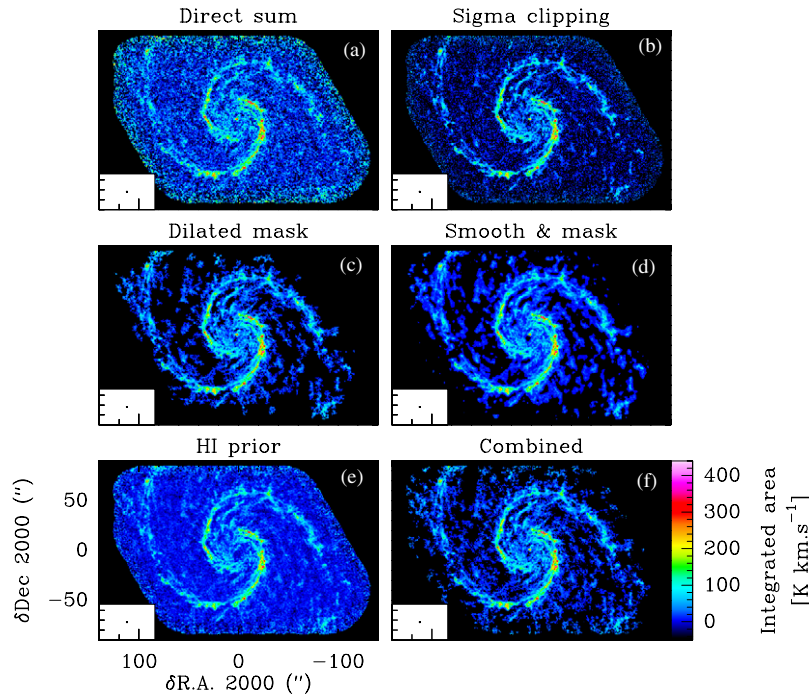 Direct sum
Sigma clipping
(a)
(b)
Dilated mask
Smooth & mask
(c)
(d)
HI prior
Combined
(e)
(f)
δDec 2000 (″)
50
0
−50
100
0
−100
δR.A. 2000 (″)
400
300
200
100
0
Integrated area
[K km.s⁻¹]